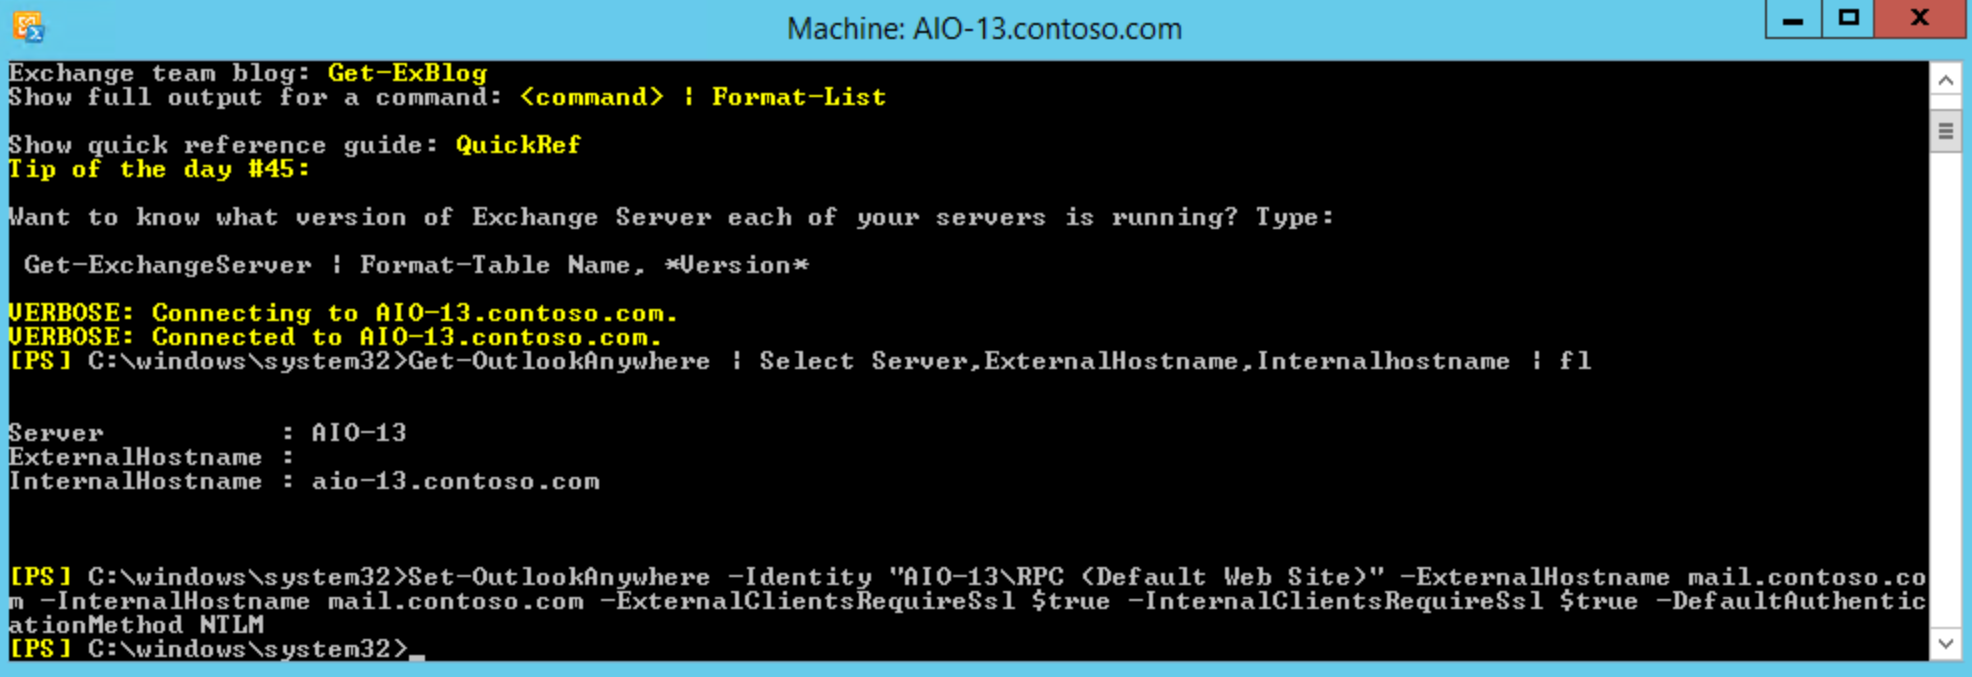 Machine: AIO-13.contoso.com
Exchange team blog: Get-ExBlog
Show full output for a command: <command> | Format-List
Show quick reference guide: QuickRef
Tip of the day #45:
Want to know what version of Exchange Server each of your servers is running? Type:
Get-ExchangeServer | Format-Table Name, *Version*
VERBOSE: Connecting to AIO-13.contoso.com.
VERBOSE: Connected to AIO-13.contoso.com.
[PS] C:\windows\system32>Get-OutlookAnywhere | Select Server,ExternalHostname,Internalhostname | fl
Server : AIO-13
ExternalHostname :
InternalHostname : aio-13.contoso.com
[PS] C:\windows\system32>Set-OutlookAnywhere -Identity "AIO-13\RPC (Default Web Site)" -ExternalHostname mail.contoso.co
m -InternalHostname mail.contoso.com -ExternalClientsRequireSsl $true -InternalClientsRequireSsl $true -DefaultAuthentic
ationMethod NTLM
[PS] C:\windows\system32>_